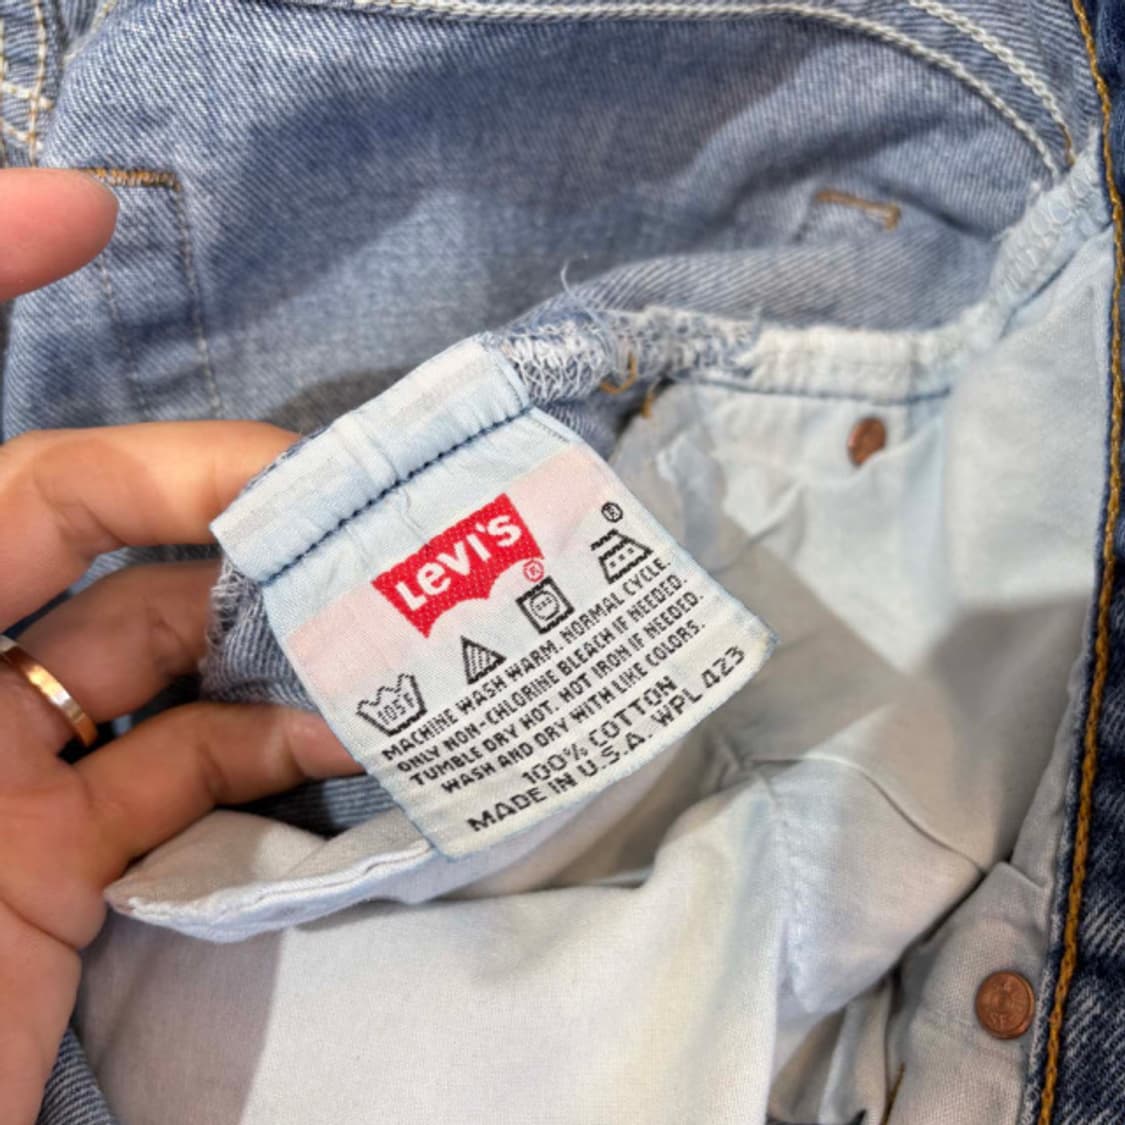 LEVI'S®
®
105F
MACHINE WASH WARM. NORMAL CYCLE.
ONLY NON-CHLORINE BLEACH IF NEEDED.
TUMBLE DRY HOT. HOT IRON IF NEEDED.
WASH AND DRY WITH LIKE COLORS.
100% COTTON
MADE IN U.S.A. WPL 423